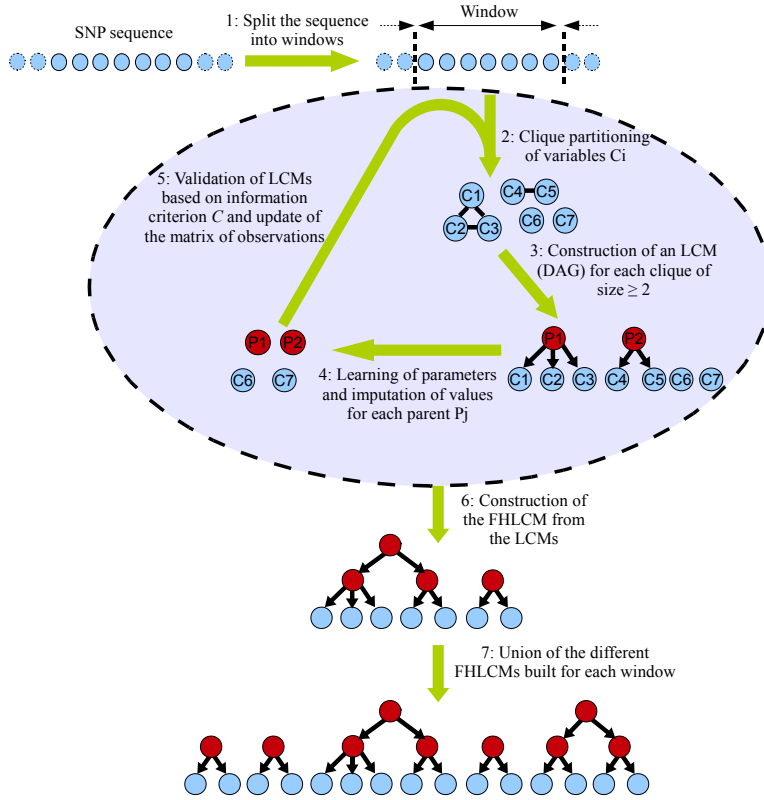 SNP sequence
1: Split the sequence
into windows
Window
2: Clique partitioning
of variables Ci
C1
C2 C3
C4 C5
C6 C7
5: Validation of LCMs
based on information
criterion C and update of
the matrix of observations
3: Construction of an LCM
(DAG) for each clique of
size ≥ 2
P1 P2
C1 C2 C3 C4 C5 C6 C7
P1 P2
C6 C7
4: Learning of parameters
and imputation of values
for each parent Pj
6: Construction of
the FHLCM from
the LCMs
7: Union of the different
FHLCMs built for each window